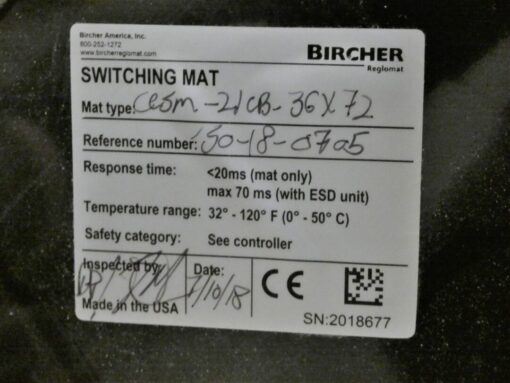 Bircher America, Inc.
800-252-1272
www.bircherreglomat.com
BIRCHER
Reglomat
SWITCHING MAT
Mat type: CESM-21CB-36X72
Reference number: SO-18-0705
Response time: <20ms (mat only)
max 70 ms (with ESD unit)
Temperature range: 32° - 120° F (0° - 50° C)
Safety category: See controller
Inspected by
Date:
/10/18
Made in the USA
CE
SN:2018677